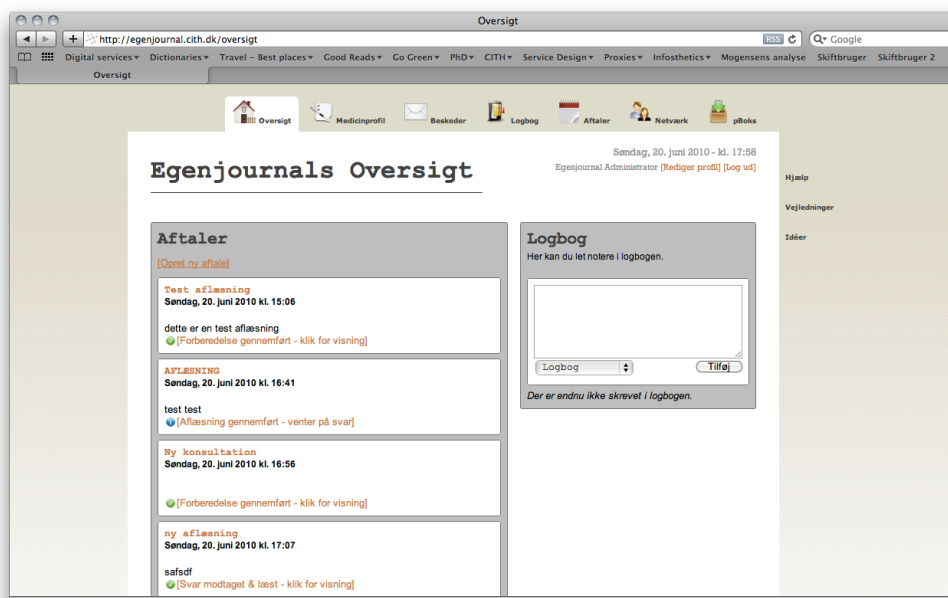 Oversigt
http://egenjournal.cith.dk/oversigt
RSS
Google
Digital services Dictionaries Travel - Best places Good Reads Go Green PhD CITH Service Design Proxies Infosthetics Mogensens analyse Skiftbruger Skiftbruger 2
Oversigt
Oversigt Medicinprofil Beskeder Logbog Aftaler Netværk pBoks
Søndag, 20. juni 2010 - kl. 17:58
Egenjournal Administrator [Rediger profil] [Log ud]
Egenjournals Oversigt
Hjælp
Vejledninger
Idéer
Aftaler
[Opret ny aftale]
Test aflæsning
Søndag, 20. juni 2010 kl. 15:06
dette er en test aflæsning
[Forberedelse gennemført - klik for visning]
AFLÆSNING
Søndag, 20. juni 2010 kl. 16:41
test test
[Aflæsning gennemført - venter på svar]
Ny konsultation
Søndag, 20. juni 2010 kl. 16:56
[Forberedelse gennemført - klik for visning]
ny aflæsning
Søndag, 20. juni 2010 kl. 17:07
safsdf
[Svar modtaget & læst - klik for visning]
Logbog
Her kan du let notere i logbogen.
Logbog
Tilføj
Der er endnu ikke skrevet i logbogen.